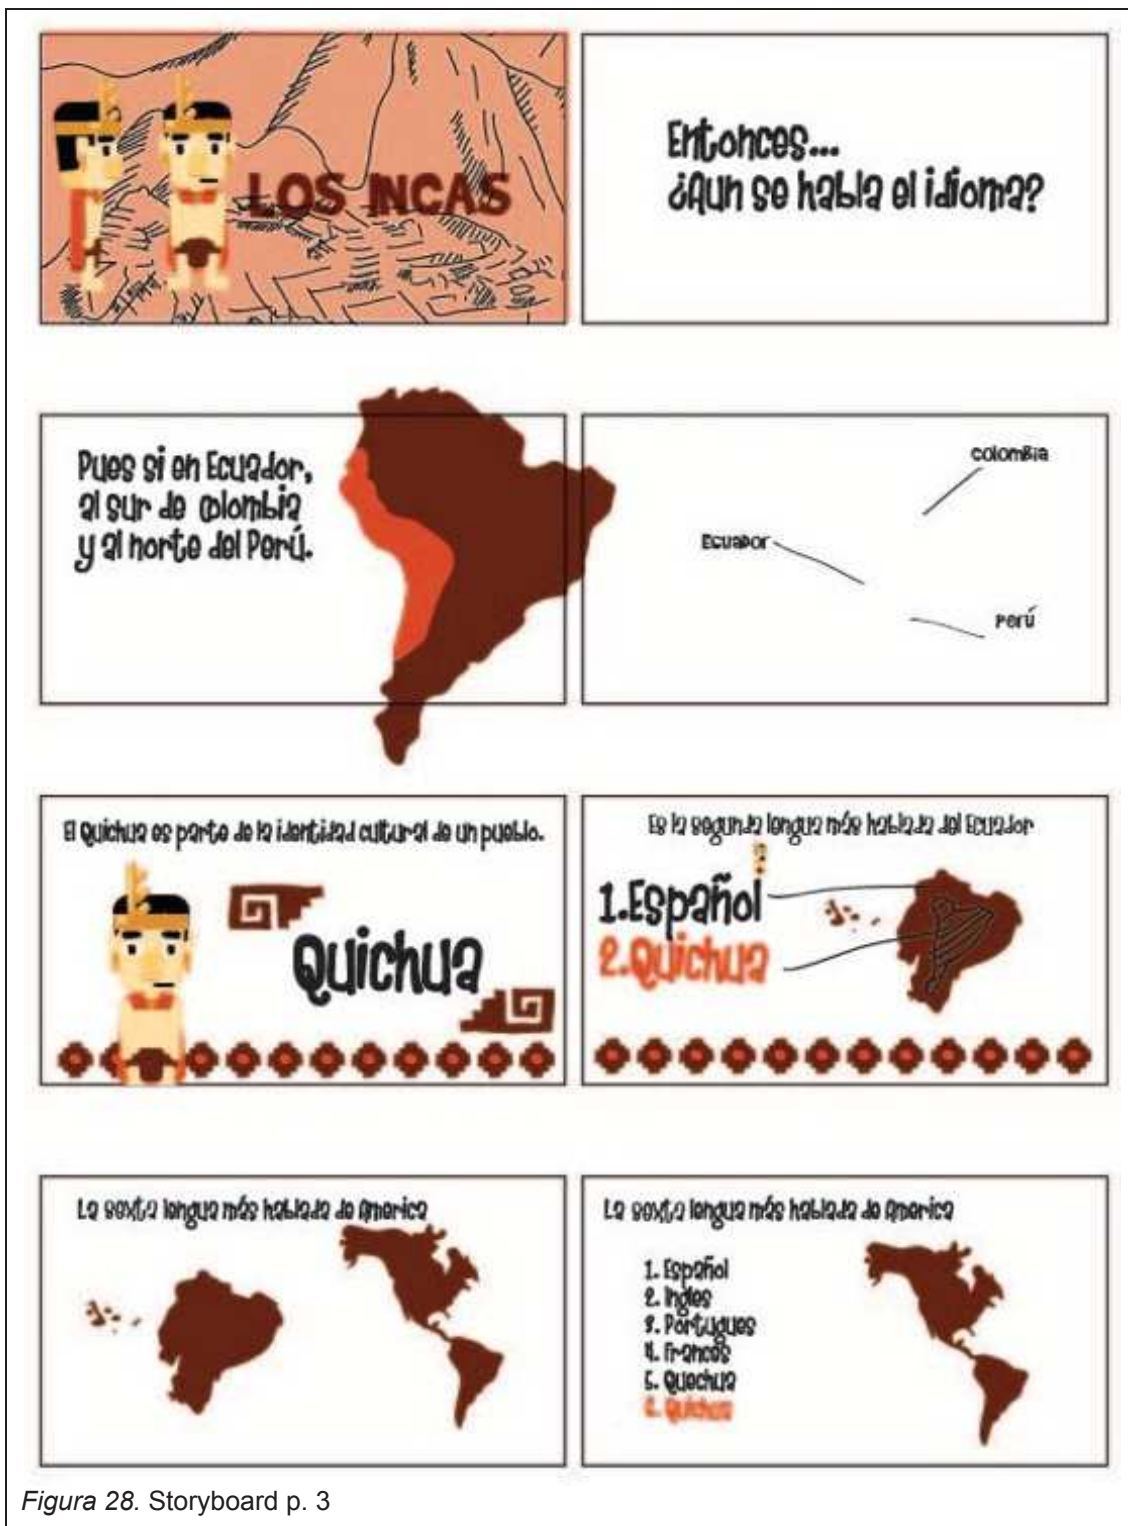 LOS INCAS
Entonces...
¿Aun se habla el idioma?
Pues si en Ecuador,
al sur de Colombia
y al norte del Perú.
Colombia
Ecuador
Perú
El Quichua es parte de la identidad cultural de un pueblo.
Quichua
Es la segunda lengua más hablada del Ecuador
1.Español
2.Quichua
La sexta lengua más hablada de America
La sexta lengua más hablada de America
1. Español
2. Ingles
3. Portugues
4. Frances
5. Quechua
6. Quichua
Figura 28. Storyboard p. 3